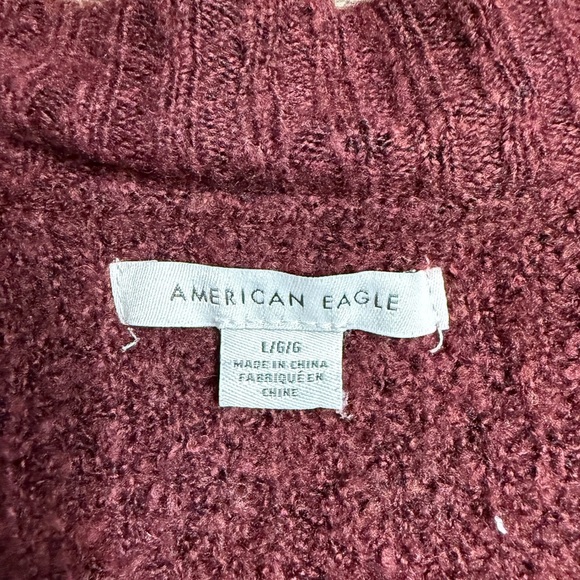 AMERICAN EAGLE
L/G/G
MADE IN CHINA
FABRIQUÉ EN
CHINE